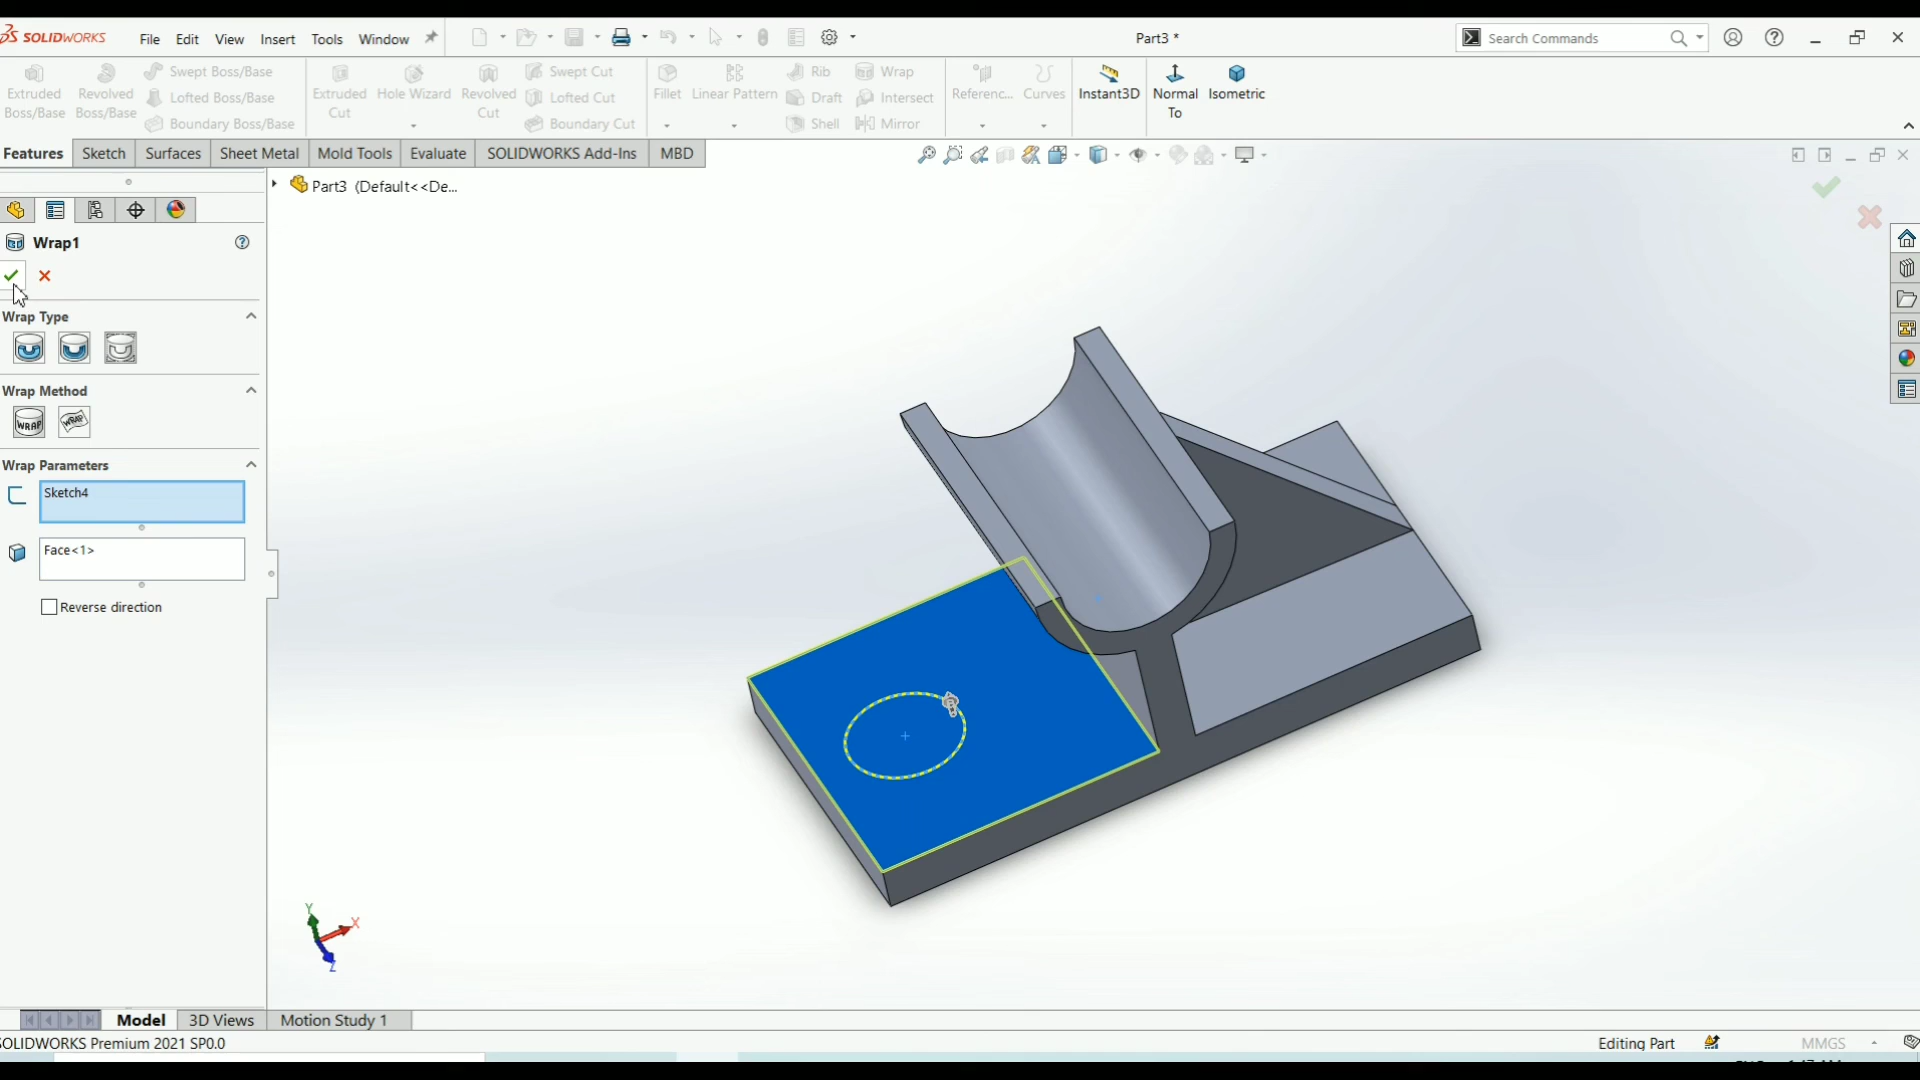 SOLIDWORKS File Edit View Insert Tools Window Part3 * Search Commands
Extruded Boss/Base Revolved Boss/Base Swept Boss/Base Lofted Boss/Base Boundary Boss/Base Extruded Cut Hole Wizard Revolved Cut Swept Cut Lofted Cut Boundary Cut Fillet Linear Pattern Rib Draft Shell Wrap Intersect Mirror Referenc... Curves Instant3D Normal To Isometric
Features Sketch Surfaces Sheet Metal Mold Tools Evaluate SOLIDWORKS Add-Ins MBD
Part3 (Default<<De...
Wrap1
Wrap Type
Wrap Method
WRAP WRAP
Wrap Parameters
Sketch4
Face<1>
Reverse direction
Y
X
Z
Model 3D Views Motion Study 1
SOLIDWORKS Premium 2021 SP0.0 Editing Part MMGS